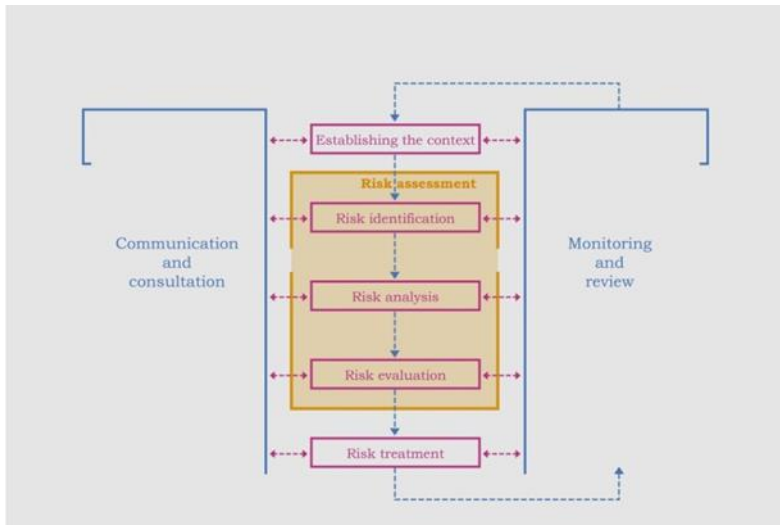 Establishing the context
Risk assessment
Risk identification
Communication
and
consultation
Monitoring
and
review
Risk analysis
Risk evaluation
Risk treatment